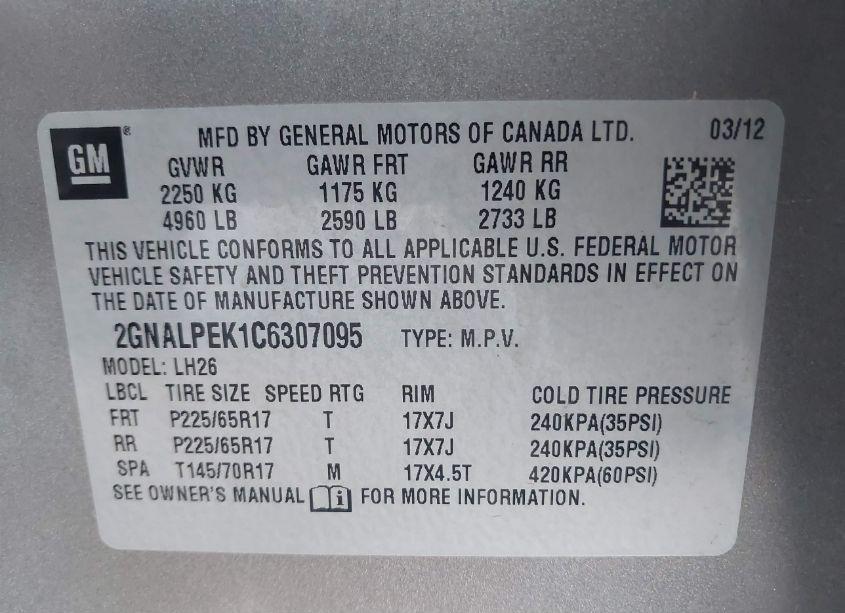 GM®
MFD BY GENERAL MOTORS OF CANADA LTD. 03/12
GVWR GAWR FRT GAWR RR
2250 KG 1175 KG 1240 KG
4960 LB 2590 LB 2733 LB
THIS VEHICLE CONFORMS TO ALL APPLICABLE U.S. FEDERAL MOTOR
VEHICLE SAFETY AND THEFT PREVENTION STANDARDS IN EFFECT ON
THE DATE OF MANUFACTURE SHOWN ABOVE.
2GNALPEK1C6307095 TYPE: M.P.V.
MODEL: LH26
LBCL TIRE SIZE SPEED RTG RIM COLD TIRE PRESSURE
FRT P225/65R17 T 17X7J 240KPA(35PSI)
RR P225/65R17 T 17X7J 240KPA(35PSI)
SPA T145/70R17 M 17X4.5T 420KPA(60PSI)
SEE OWNER'S MANUAL i FOR MORE INFORMATION.